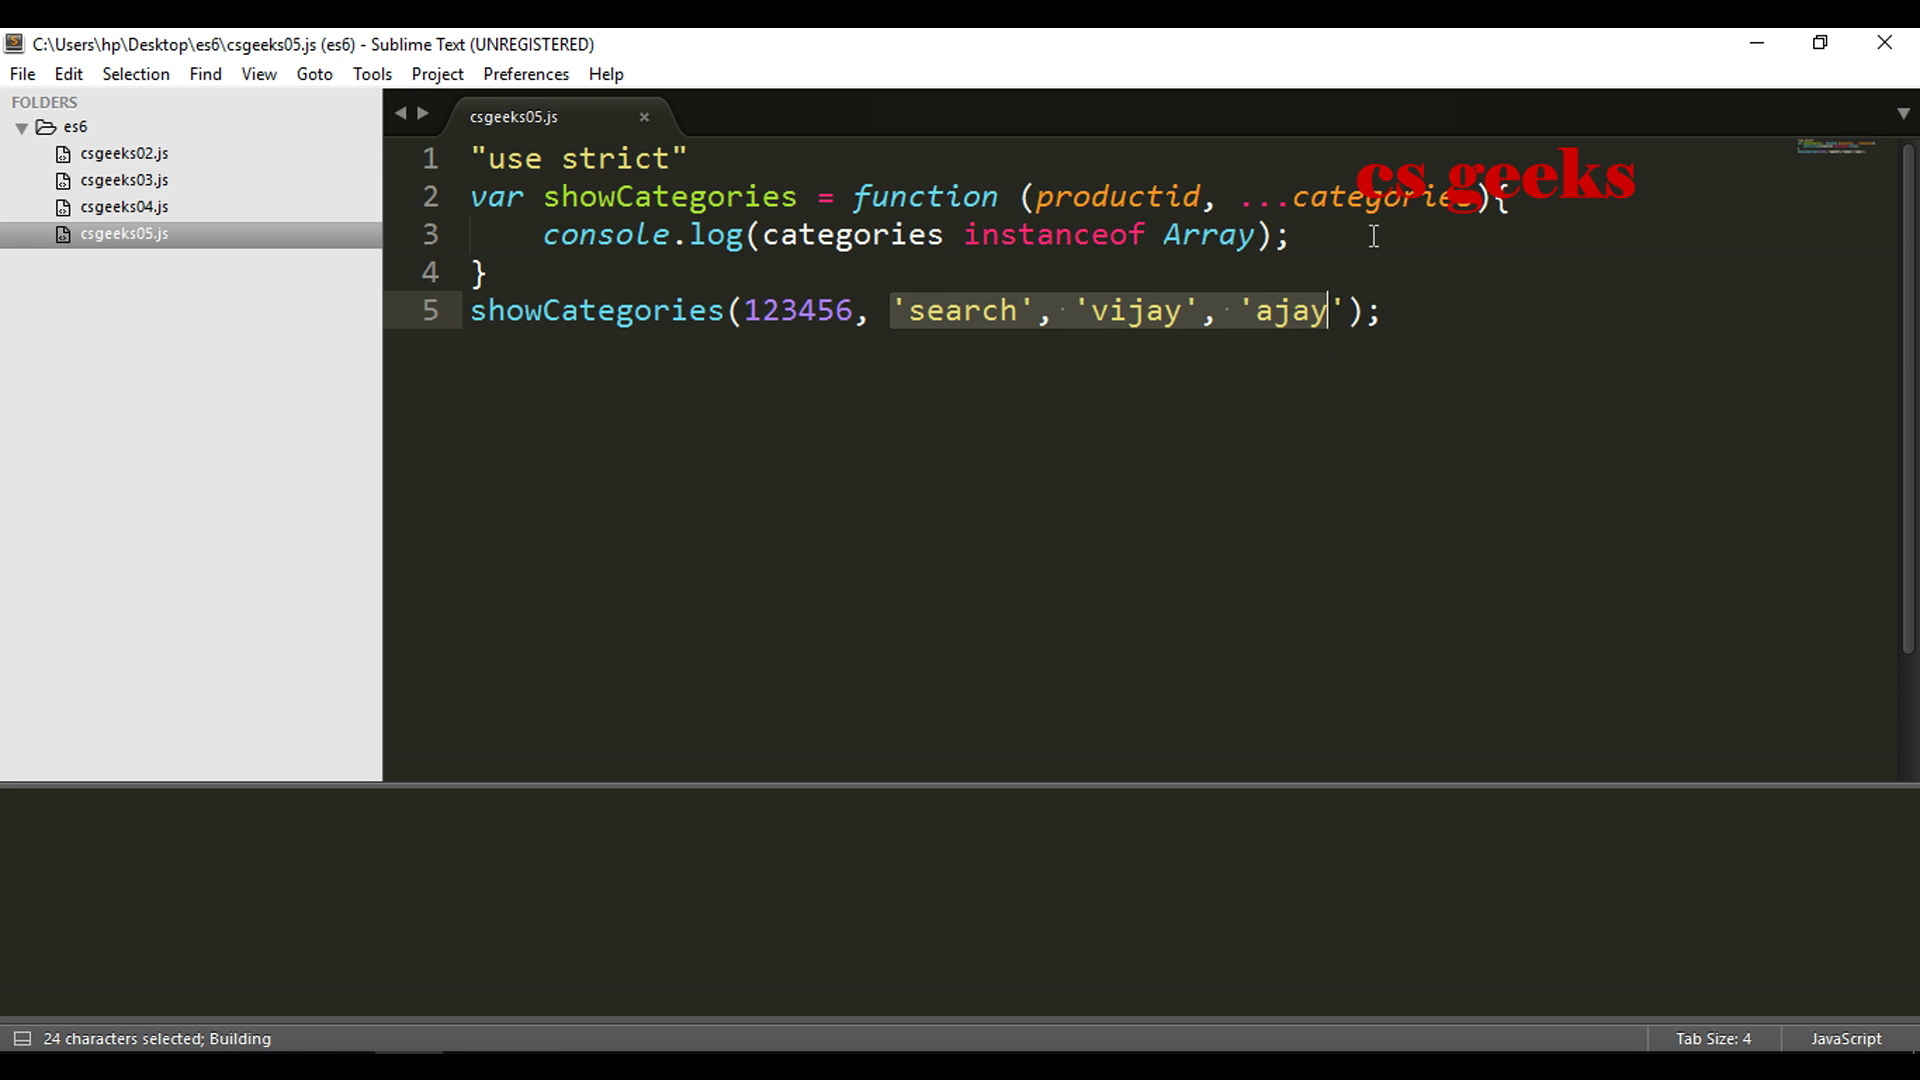 C:\Users\hp\Desktop\es6\csgeeks05.js (es6) - Sublime Text (UNREGISTERED)
File Edit Selection Find View Goto Tools Project Preferences Help
FOLDERS
es6
csgeeks02.js
csgeeks03.js
csgeeks04.js
csgeeks05.js
csgeeks05.js
1 "use strict"
2 var showCategories = function (productid, ...categories){
3 console.log(categories instanceof Array);
4 }
5 showCategories(123456, 'search', 'vijay', 'ajay');
cs geeks
24 characters selected; Building
Tab Size: 4
JavaScript